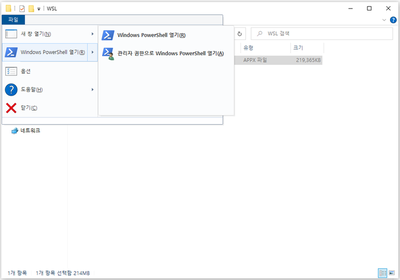 WSL
파일
새 창 열기(N)
Windows PowerShell 열기(R)
옵션
도움말(H)
닫기(C)
Windows PowerShell 열기(R)
관리자 권한으로 Windows PowerShell 열기(A)
WSL 검색
유형
크기
APPX 파일
219,265KB
네트워크
1개 항목
1개 항목 선택함 214MB